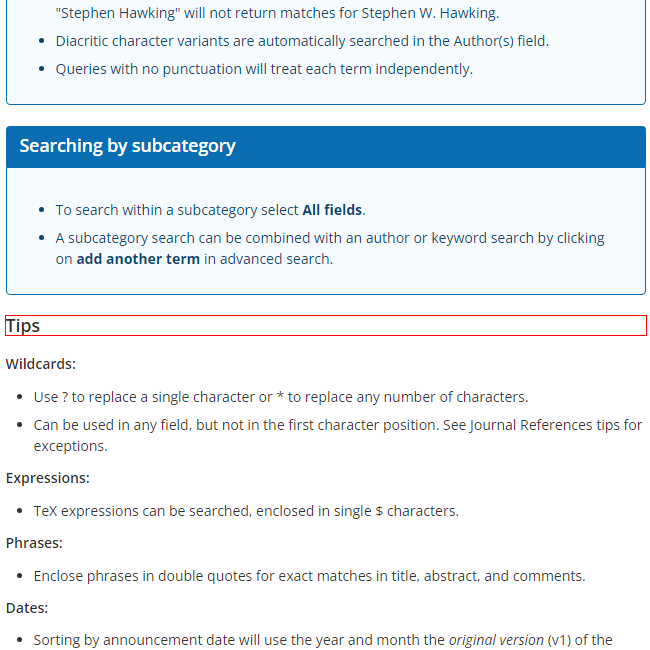 "Stephen Hawking" will not return matches for Stephen W. Hawking.
Diacritic character variants are automatically searched in the Author(s) field.
Queries with no punctuation will treat each term independently.
Searching by subcategory
To search within a subcategory select All fields.
A subcategory search can be combined with an author or keyword search by clicking
on add another term in advanced search.
Tips
Wildcards:
Use ? to replace a single character or * to replace any number of characters.
Can be used in any field, but not in the first character position. See Journal References tips for
exceptions.
Expressions:
TeX expressions can be searched, enclosed in single $ characters.
Phrases:
Enclose phrases in double quotes for exact matches in title, abstract, and comments.
Dates:
Sorting by announcement date will use the year and month the original version (v1) of the